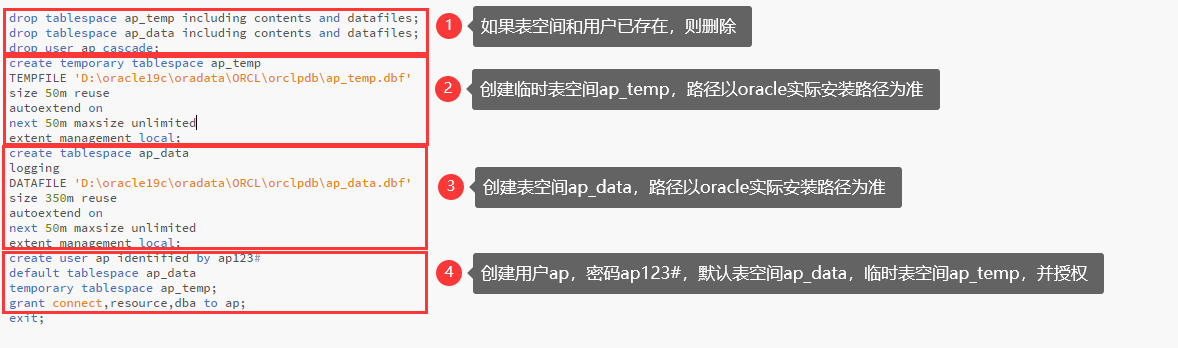 drop tablespace ap_temp including contents and datafiles;
drop tablespace ap_data including contents and datafiles;
drop user ap cascade;
1 如果表空间和用户已存在，则删除
create temporary tablespace ap_temp
TEMPFILE 'D:\oracle19c\oradata\ORCL\orclpdb\ap_temp.dbf'
size 50m reuse
autoextend on
next 50m maxsize unlimited
extent management local;
2 创建临时表空间ap_temp，路径以oracle实际安装路径为准
create tablespace ap_data
logging
DATAFILE 'D:\oracle19c\oradata\ORCL\orclpdb\ap_data.dbf'
size 350m reuse
autoextend on
next 50m maxsize unlimited
extent management local;
3 创建表空间ap_data，路径以oracle实际安装路径为准
create user ap identified by ap123#
default tablespace ap_data
temporary tablespace ap_temp;
grant connect,resource,dba to ap;
4 创建用户ap，密码ap123#，默认表空间ap_data，临时表空间ap_temp，并授权
exit;